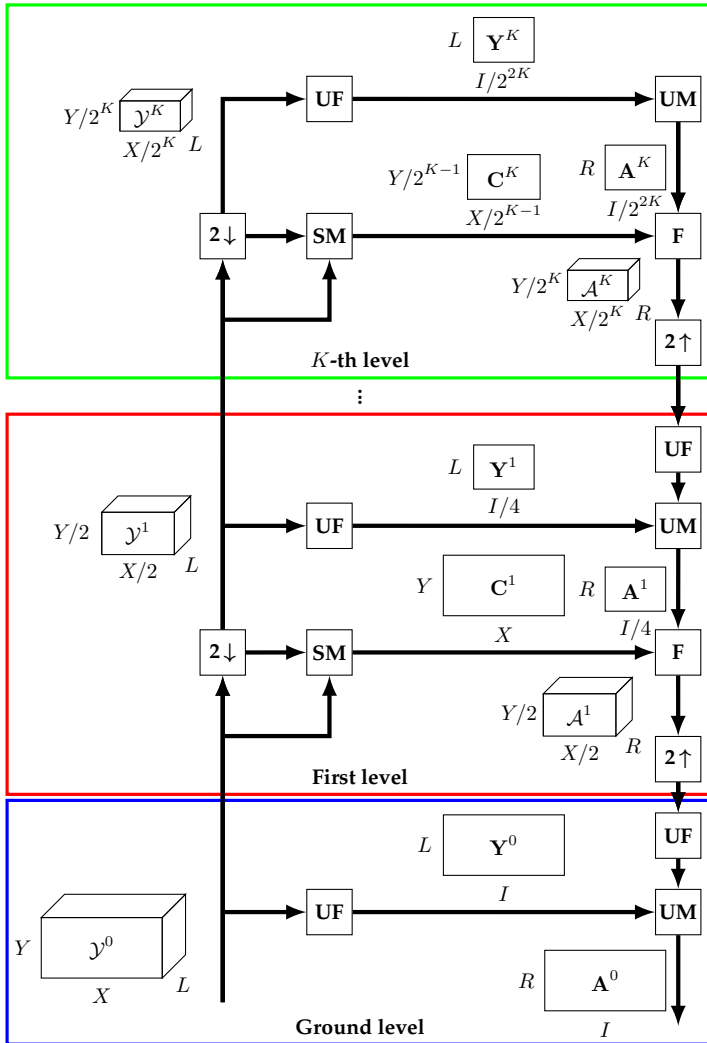 L Y^K
I/2^{2K}
Y/2^K 𝒴^K UF UM
X/2^K L
Y/2^{K−1} C^K R A^K
X/2^{K−1} I/2^{2K}
2↓ SM F
Y/2^K 𝒜^K
X/2^K R
2↑
K-th level
⋮
UF
L Y^1
I/4
Y/2 𝒴^1 UF UM
X/2 L
Y C^1 R A^1
X I/4
2↓ SM F
Y/2 𝒜^1
X/2 R
2↑
First level
L Y^0 UF
I
UF UM
Y 𝒴^0
X L
R A^0
I
Ground level